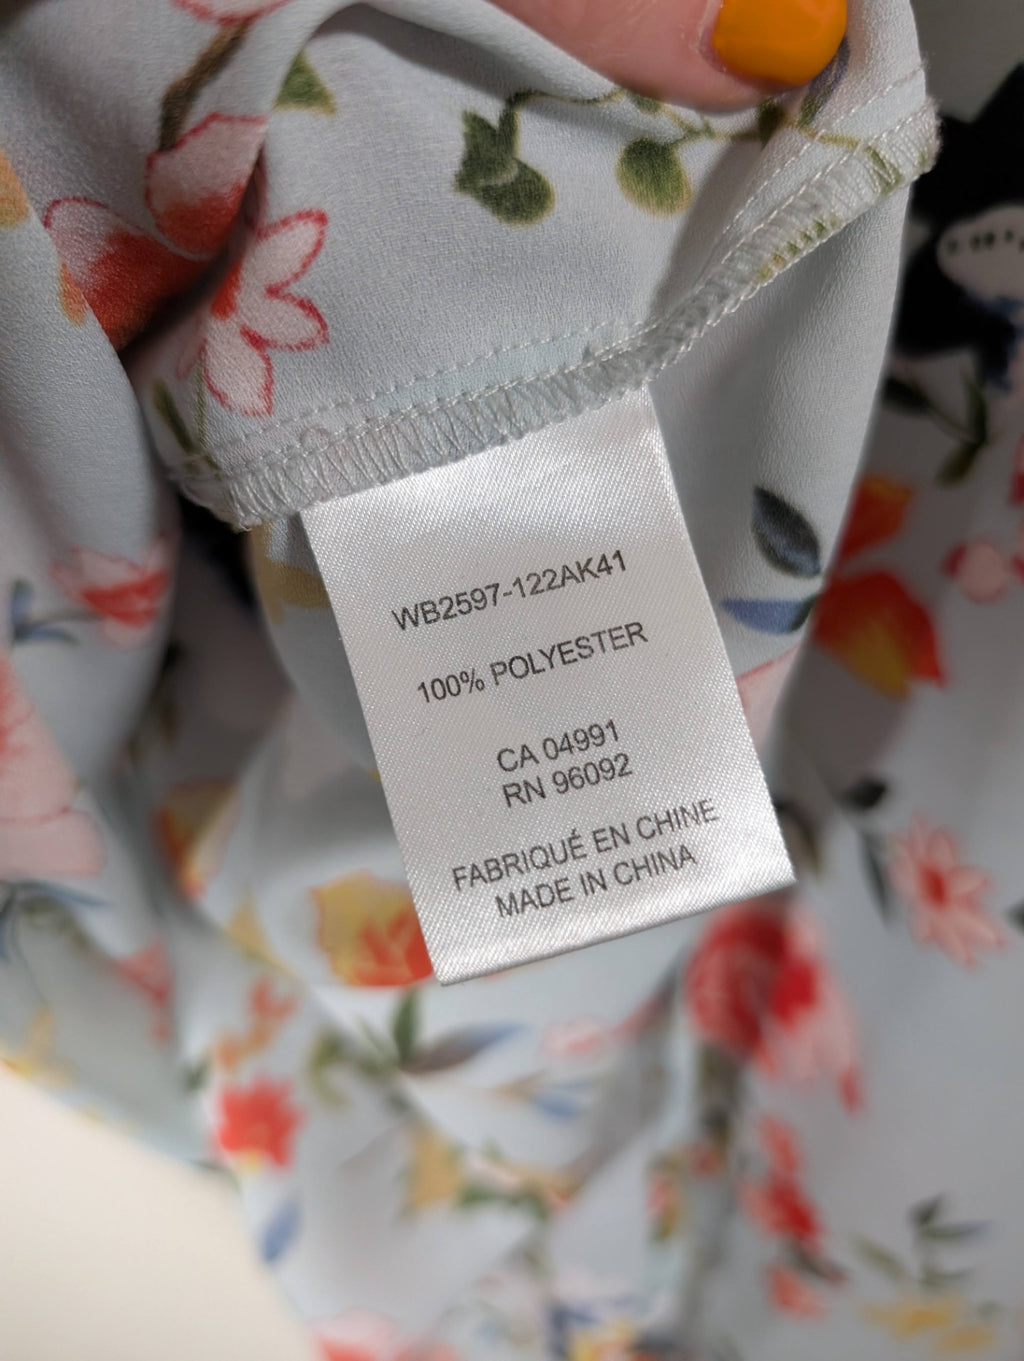 WB2597-122AK41
100% POLYESTER
CA 04991
RN 96092
FABRIQUÉ EN CHINE
MADE IN CHINA